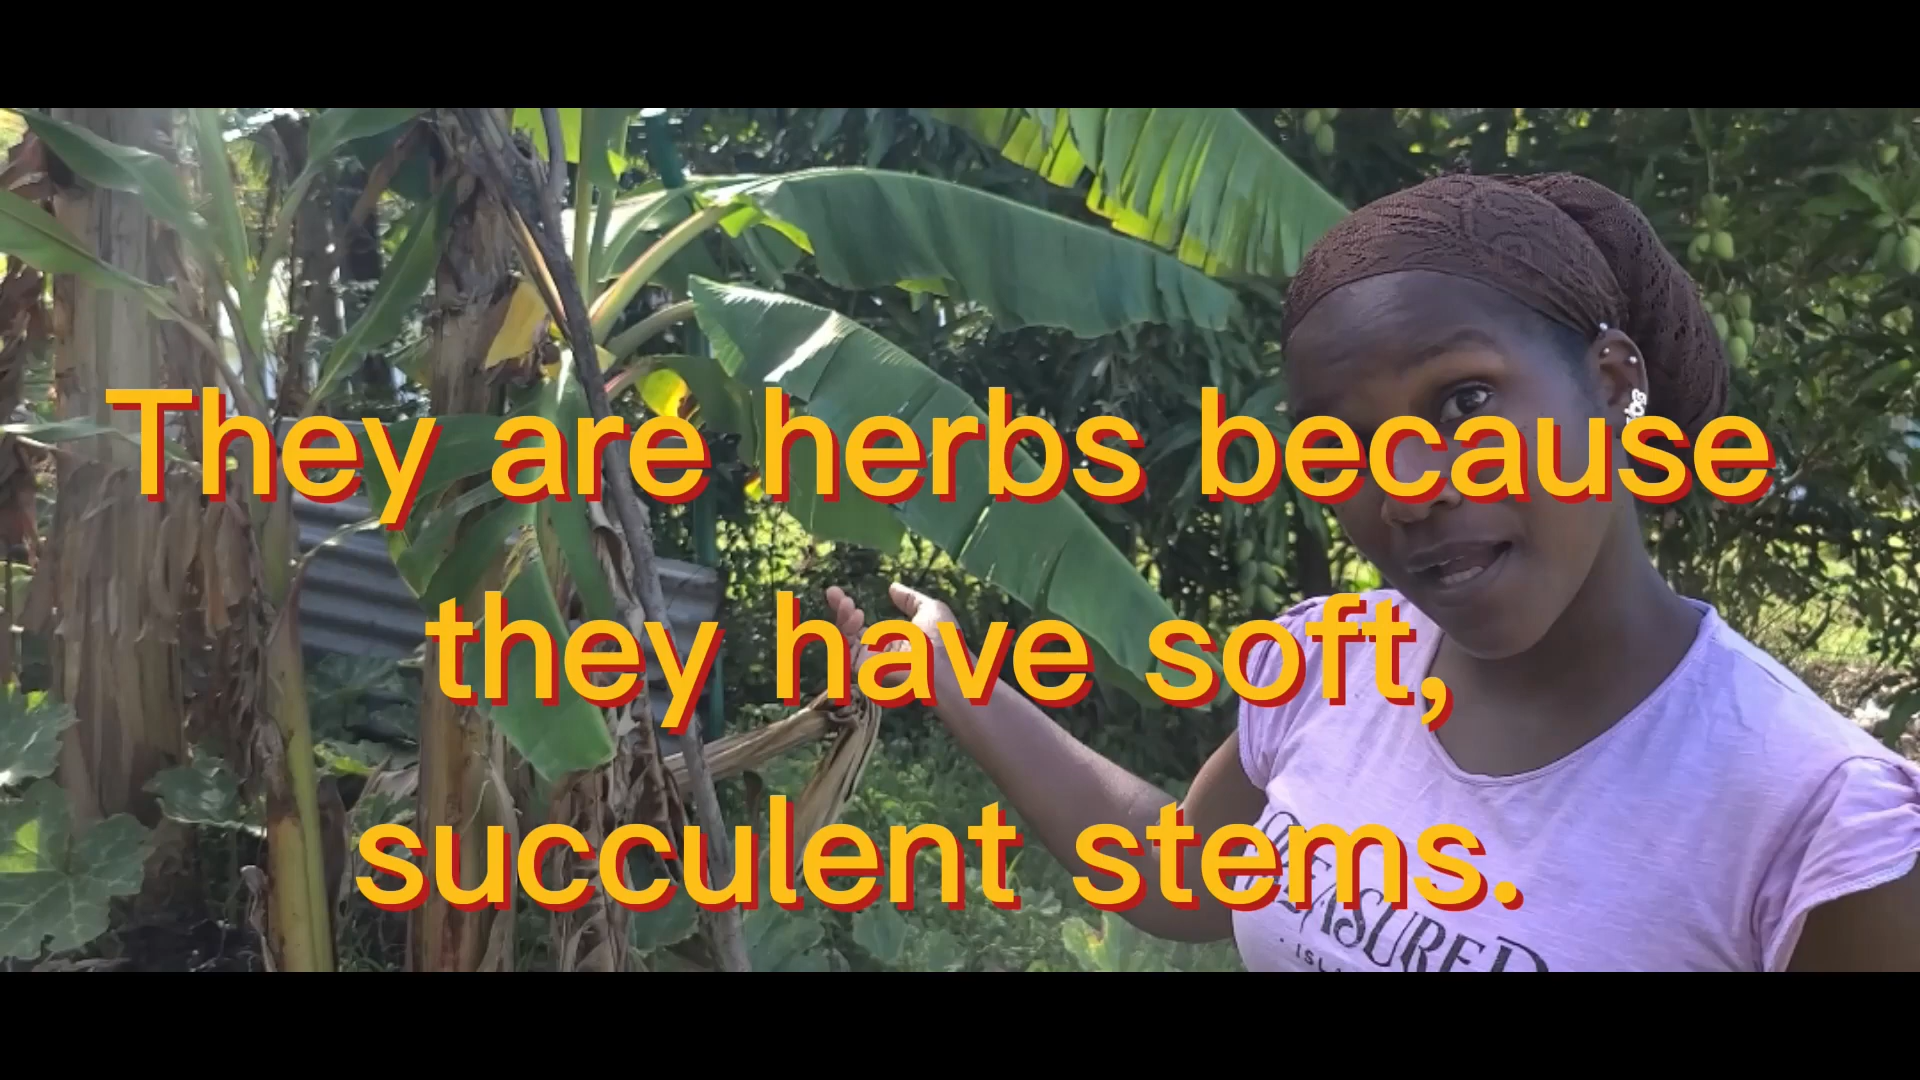 They are herbs because
they have soft,
succulent stems.